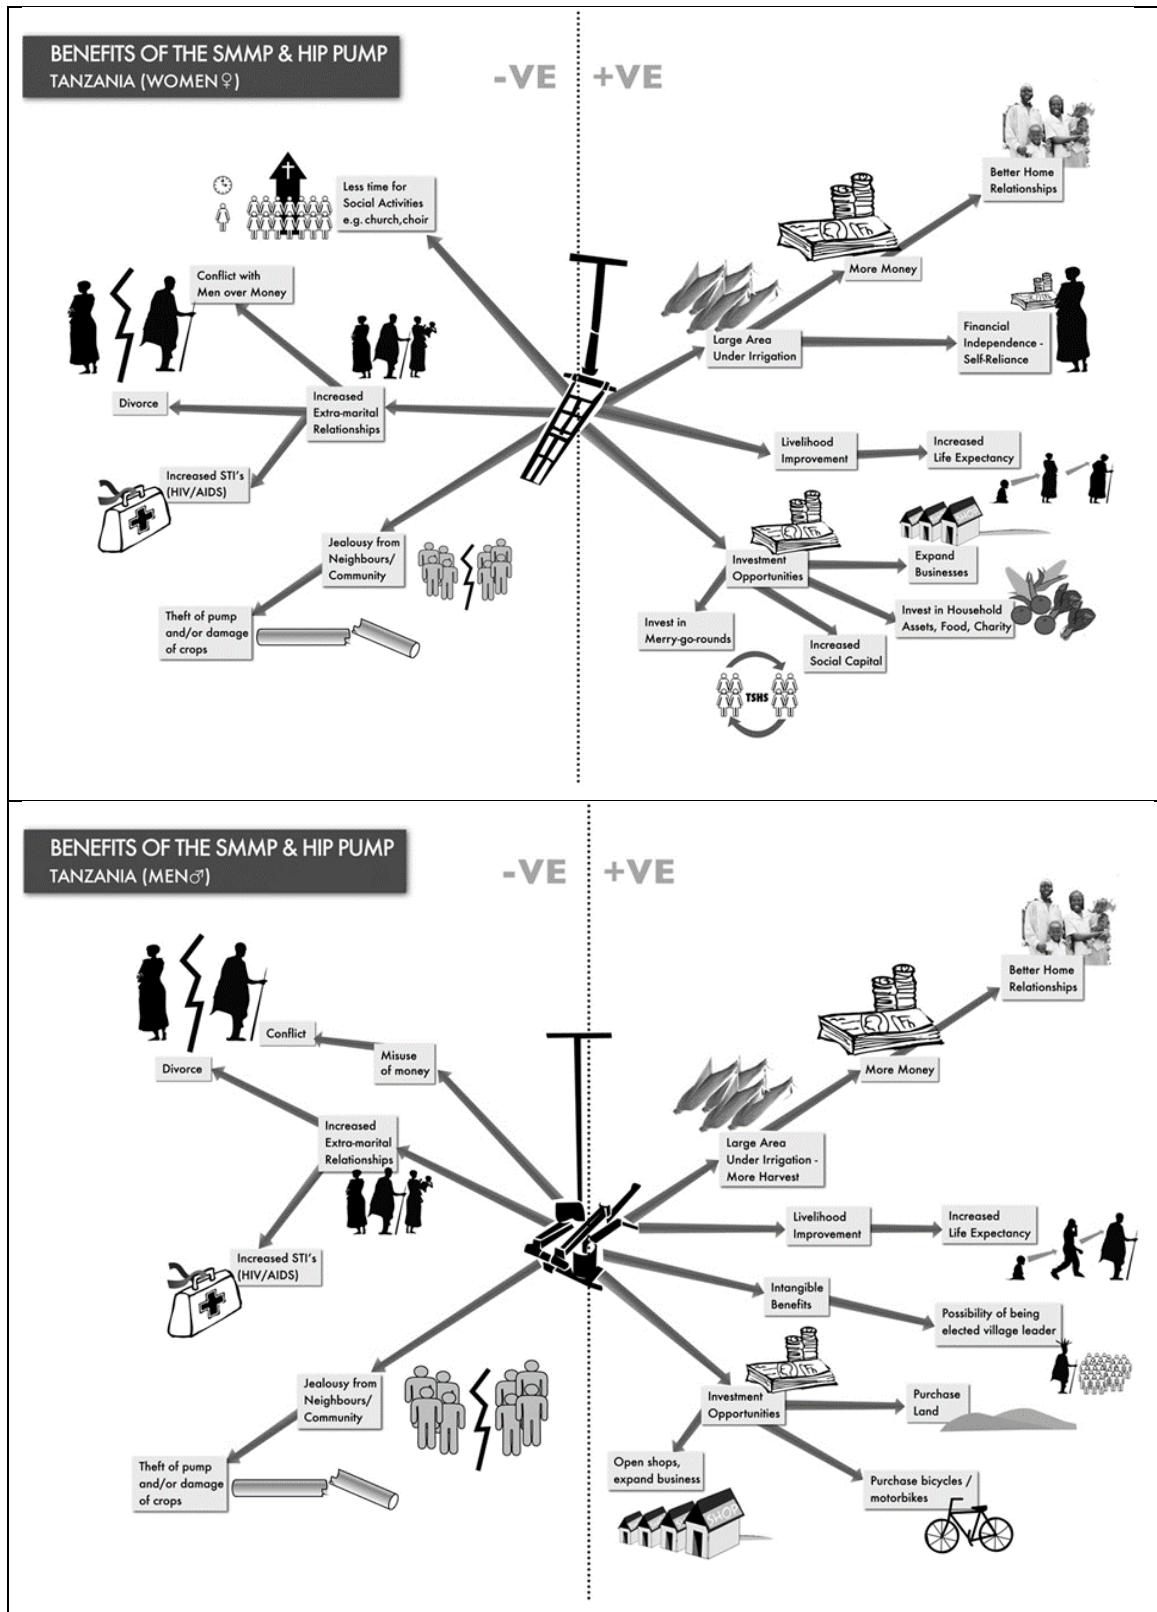 BENEFITS OF THE SMMP & HIP PUMP
TANZANIA (WOMEN♀)
-VE
+VE
Less time for
Social Activities
e.g. church,choir
Conflict with
Men over Money
Divorce
Increased
Extra-marital
Relationships
Increased STI's
(HIV/AIDS)
Jealousy from
Neighbours/
Community
Theft of pump
and/or damage
of crops
Better Home
Relationships
More Money
Large Area
Under Irrigation
Financial
Independence -
Self-Reliance
Livelihood
Improvement
Increased
Life Expectancy
SHOP
Investment
Opportunities
Expand
Businesses
Invest in Household
Assets, Food, Charity
Invest in
Merry-go-rounds
Increased
Social Capital
TSHS
BENEFITS OF THE SMMP & HIP PUMP
TANZANIA (MEN♂)
-VE
+VE
Conflict
Misuse
of money
Divorce
Increased
Extra-marital
Relationships
Increased STI's
(HIV/AIDS)
Jealousy from
Neighbours/
Community
Theft of pump
and/or damage
of crops
Better Home
Relationships
More Money
Large Area
Under Irrigation -
More Harvest
Livelihood
Improvement
Increased
Life Expectancy
Intangible
Benefits
Possibility of being
elected village leader
Investment
Opportunities
Purchase
Land
Open shops,
expand business
SHOP
Purchase bicycles /
motorbikes